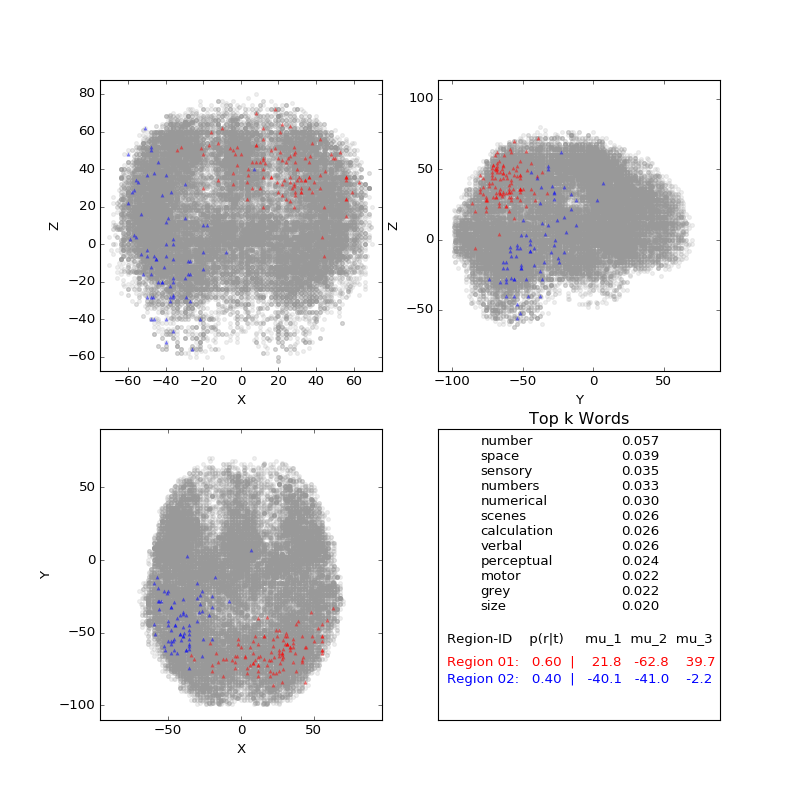 80
60
40
20
0
−20
−40
−60
Z
−60 −40 −20 0 20 40 60
X
100
50
0
−50
Z
−100 −50 0 50
Y
50
0
−50
−100
Y
−50 0 50
X
Top k Words
number 0.057
space 0.039
sensory 0.035
numbers 0.033
numerical 0.030
scenes 0.026
calculation 0.026
verbal 0.026
perceptual 0.024
motor 0.022
grey 0.022
size 0.020
Region-ID p(r|t) mu_1 mu_2 mu_3
Region 01: 0.60 | 21.8 -62.8 39.7
Region 02: 0.40 | -40.1 -41.0 -2.2